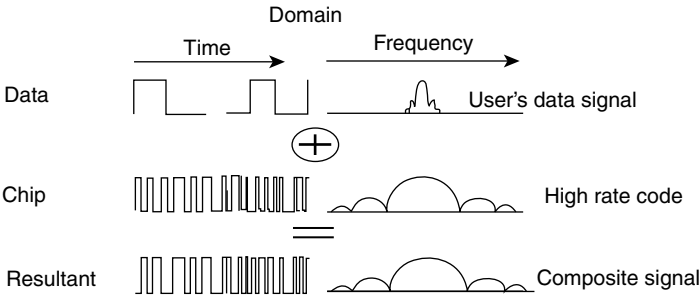 Domain
Time
Frequency
Data
User's data signal
Chip
High rate code
Resultant
Composite signal